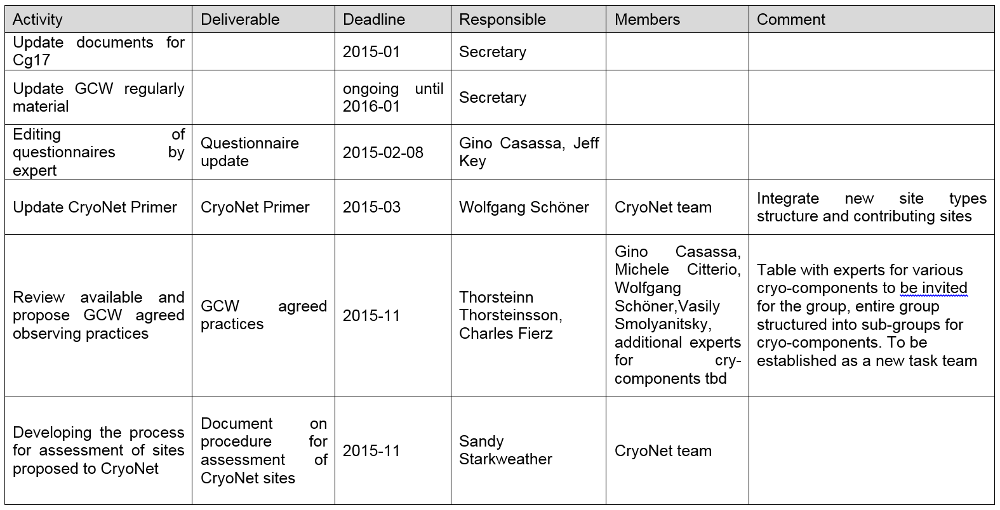 Activity
Deliverable
Deadline
Responsible
Members
Comment
Update documents for
Cg17
2015-01
Secretary
Update GCW regularly
material
ongoing until
2016-01
Secretary
Editing of
questionnaires by
expert
Questionnaire
update
2015-02-08
Gino Casassa, Jeff
Key
Update CryoNet Primer
CryoNet Primer
2015-03
Wolfgang Schöner
CryoNet team
Integrate new site types
structure and contributing sites
Review available and
propose GCW agreed
observing practices
GCW agreed
practices
2015-11
Thorsteinn
Thorsteinsson,
Charles Fierz
Gino Casassa,
Michele Citterio,
Wolfgang
Schöner,Vasily
Smolyanitsky,
additional experts
for cry-
components tbd
Table with experts for various
cryo-components to be invited
for the group, entire group
structured into sub-groups for
cryo-components. To be
established as a new task team
Developing the process
for assessment of sites
proposed to CryoNet
Document on
procedure for
assessment of
CryoNet sites
2015-11
Sandy
Starkweather
CryoNet team